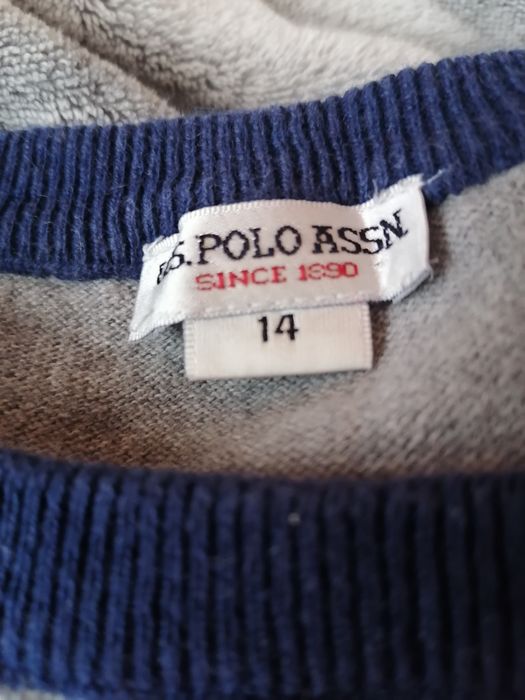 U.S. POLO ASSN.
SINCE 1890
14